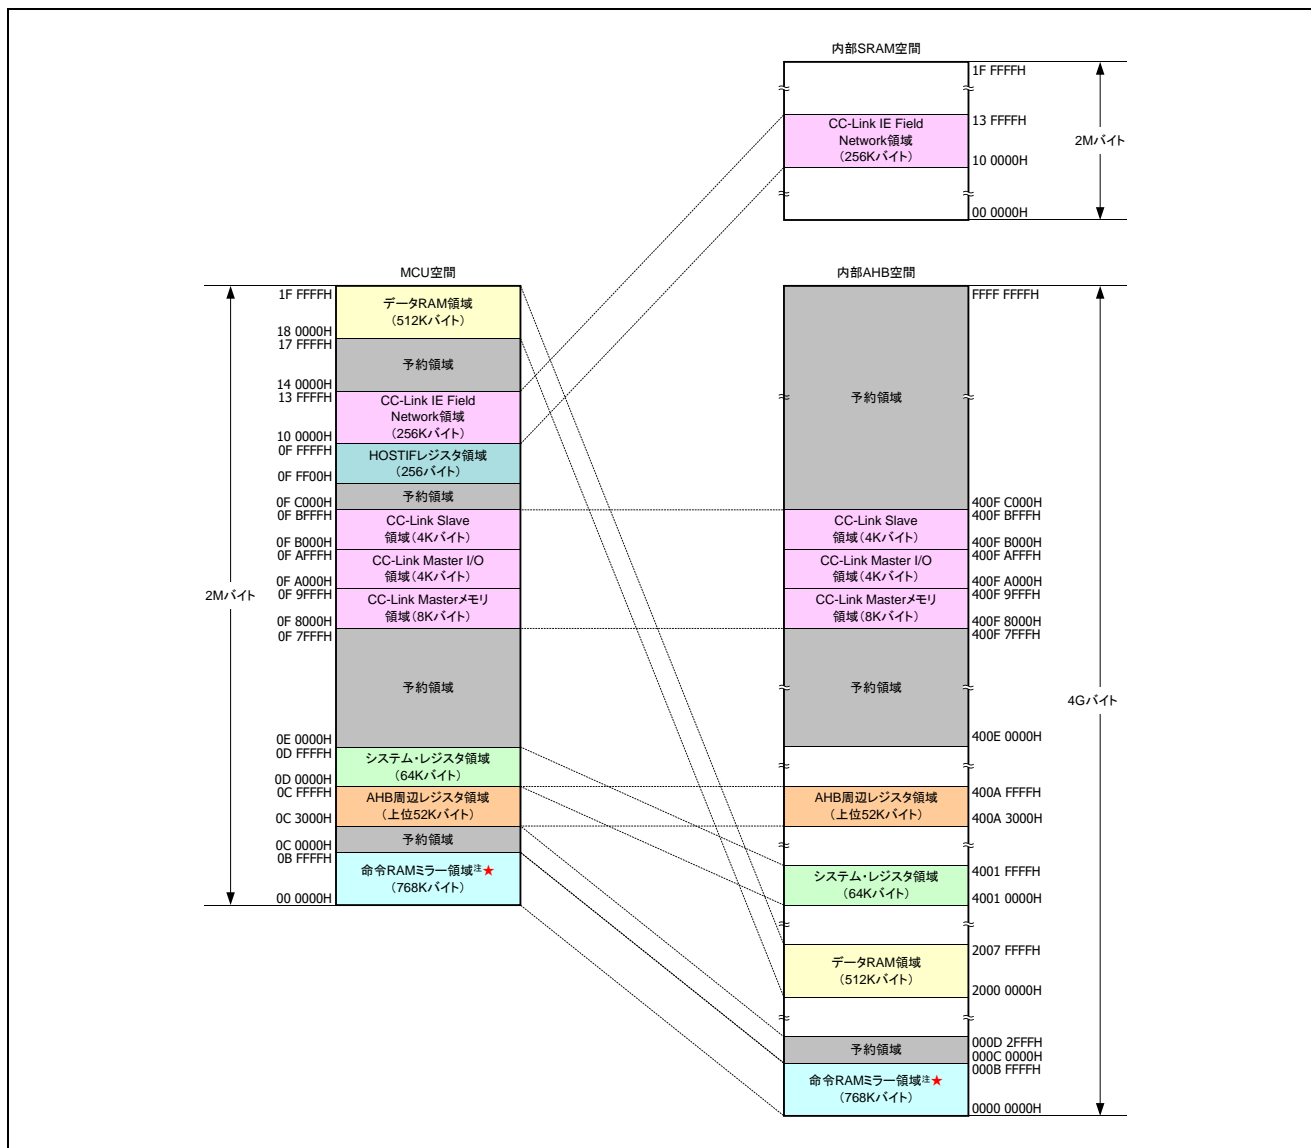 内部SRAM空間
1F FFFFH
CC-Link IE Field
Network領域
(256Kバイト)
13 FFFFH
10 0000H
2Mバイト
00 0000H
MCU空間
2Mバイト
1F FFFFH
データRAM領域
(512Kバイト)
18 0000H
17 FFFFH
予約領域
14 0000H
13 FFFFH
CC-Link IE Field
Network領域
(256Kバイト)
10 0000H
0F FFFFH
HOSTIFレジスタ領域
(256バイト)
0F FF00H
予約領域
0F C000H
0F BFFFH
CC-Link Slave
領域(4Kバイト)
0F B000H
0F AFFFH
CC-Link Master I/O
領域(4Kバイト)
0F A000H
0F 9FFFH
CC-Link Masterメモリ
領域(8Kバイト)
0F 8000H
0F 7FFFH
予約領域
0E 0000H
0D FFFFH
システム・レジスタ領域
(64Kバイト)
0D 0000H
0C FFFFH
AHB周辺レジスタ領域
(上位52Kバイト)
0C 3000H
予約領域
0C 0000H
0B FFFFH
命令RAMミラー領域注★
(768Kバイト)
00 0000H
内部AHB空間
FFFF FFFFH
予約領域
400F C000H
400F BFFFH
CC-Link Slave
領域(4Kバイト)
400F B000H
400F AFFFH
CC-Link Master I/O
領域(4Kバイト)
400F A000H
400F 9FFFH
CC-Link Masterメモリ
領域(8Kバイト)
400F 8000H
400F 7FFFH
予約領域
4Gバイト
400E 0000H
AHB周辺レジスタ領域
(上位52Kバイト)
400A FFFFH
400A 3000H
システム・レジスタ領域
(64Kバイト)
4001 FFFFH
4001 0000H
データRAM領域
(512Kバイト)
2007 FFFFH
2000 0000H
予約領域
000D 2FFFH
000C 0000H
000B FFFFH
命令RAMミラー領域注★
(768Kバイト)
0000 0000H